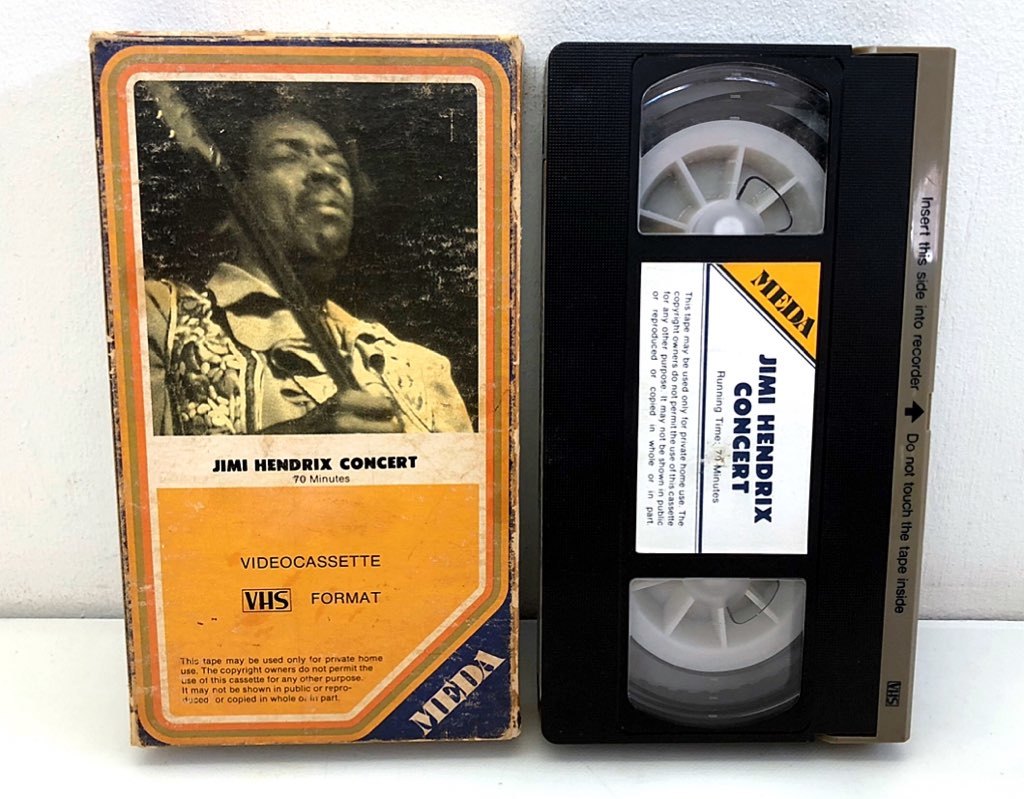 JIMI HENDRIX CONCERT
70 Minutes
VIDEOCASSETTE
VHS FORMAT
This tape may be used only for private home
use. The copyright owners do not permit the
use of this cassette for any other purpose.
It may not be shown in public or repro-
duced or copied in whole or in part.
MEDA
MEDA
JIMI HENDRIX
CONCERT
Running Time: 70 Minutes
This tape may be used only for private home use. The
copyright owners do not permit the use of this cassette
for any other purpose. It may not be shown in public
or reproduced or copied in whole or in part.
Insert this side into recorder Do not touch the tape inside
VHS